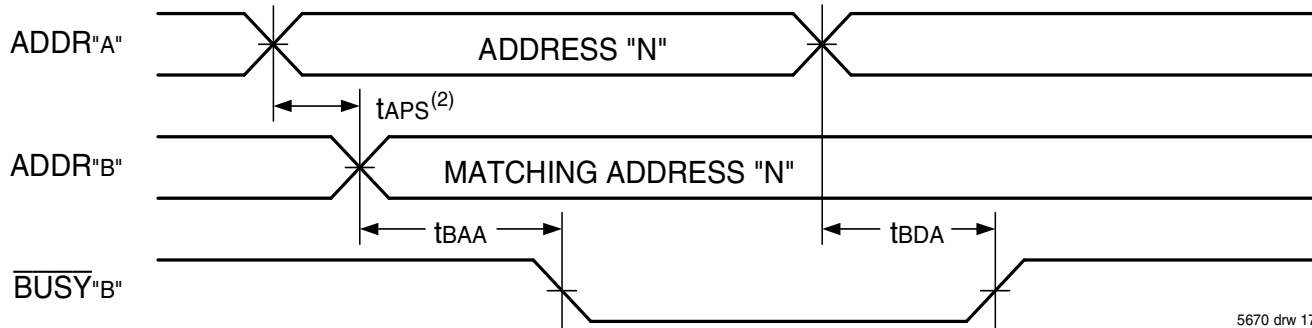 ADDR"A"
ADDRESS "N"
tAPS(2)
ADDR"B"
MATCHING ADDRESS "N"
tBAA
tBDA
BUSY"B"
5670 drw 17